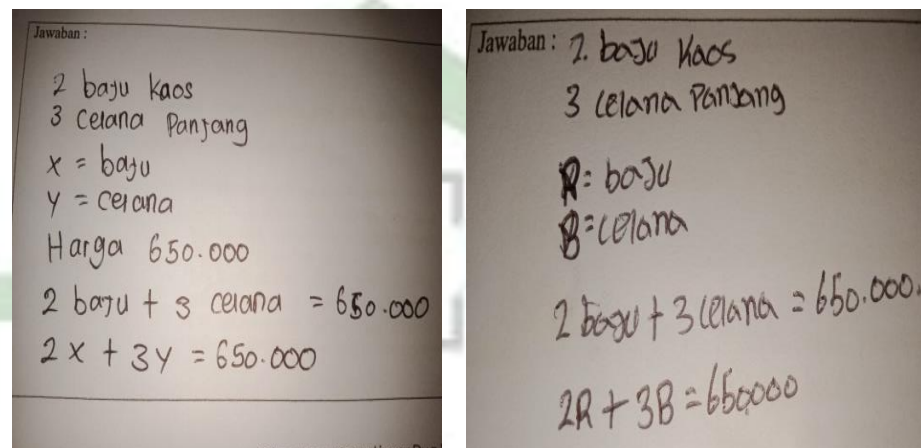 Jawaban :
2 baju kaos
3 celana Panjang
x = baju
y = celana
Harga 650.000
2 baju + 3 celana = 650.000
2x + 3y = 650.000
Jawaban : 2. baju kaos
3 celana Panjang
R = baju
B = celana
2 baju + 3 celana = 650.000.
2R + 3B = 650000